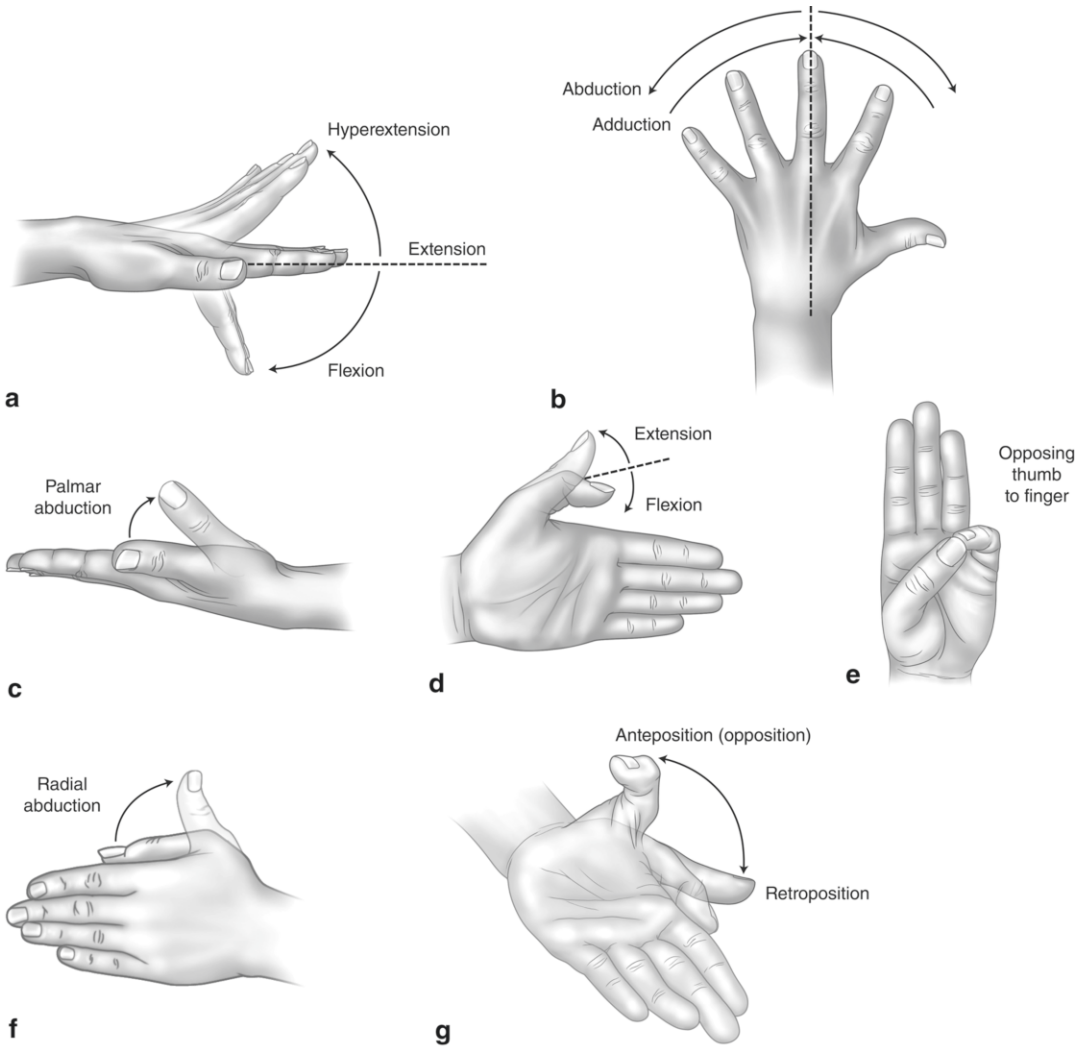 Hyperextension
Extension
Flexion
a
Abduction
Adduction
b
Palmar
abduction
c
Extension
Flexion
d
Opposing
thumb
to finger
e
Radial
abduction
f
Anteposition (opposition)
Retroposition
g